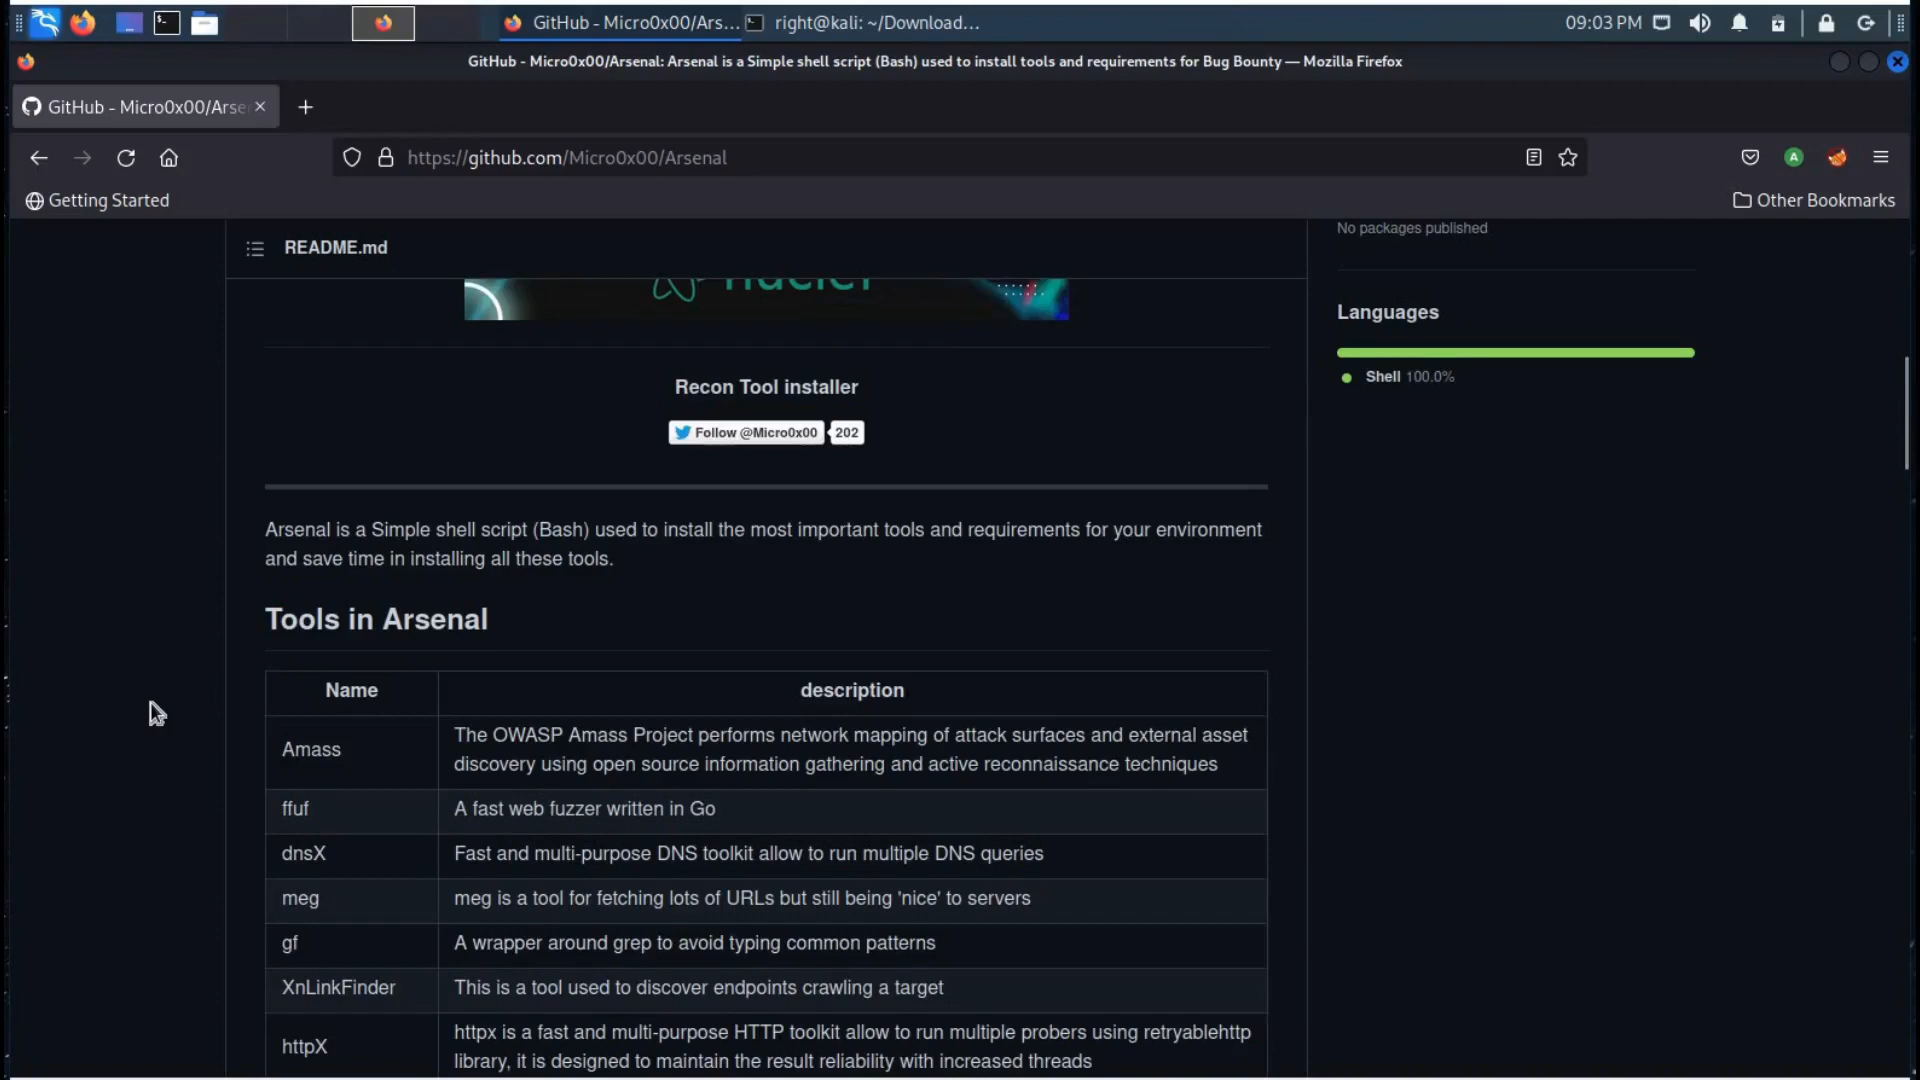 GitHub - Micro0x00/Ars...
right@kali: ~/Download...
09:03 PM
GitHub - Micro0x00/Arsenal: Arsenal is a Simple shell script (Bash) used to install tools and requirements for Bug Bounty — Mozilla Firefox
GitHub - Micro0x00/Arse
https://github.com/Micro0x00/Arsenal
A
Getting Started
Other Bookmarks
README.md
nuclei
Recon Tool installer
Follow @Micro0x00
202
Arsenal is a Simple shell script (Bash) used to install the most important tools and requirements for your environment
and save time in installing all these tools.
Tools in Arsenal
Name
description
Amass
The OWASP Amass Project performs network mapping of attack surfaces and external asset
discovery using open source information gathering and active reconnaissance techniques
ffuf
A fast web fuzzer written in Go
dnsX
Fast and multi-purpose DNS toolkit allow to run multiple DNS queries
meg
meg is a tool for fetching lots of URLs but still being 'nice' to servers
gf
A wrapper around grep to avoid typing common patterns
XnLinkFinder
This is a tool used to discover endpoints crawling a target
httpX
httpx is a fast and multi-purpose HTTP toolkit allow to run multiple probers using retryablehttp
library, it is designed to maintain the result reliability with increased threads
No packages published
Languages
Shell 100.0%